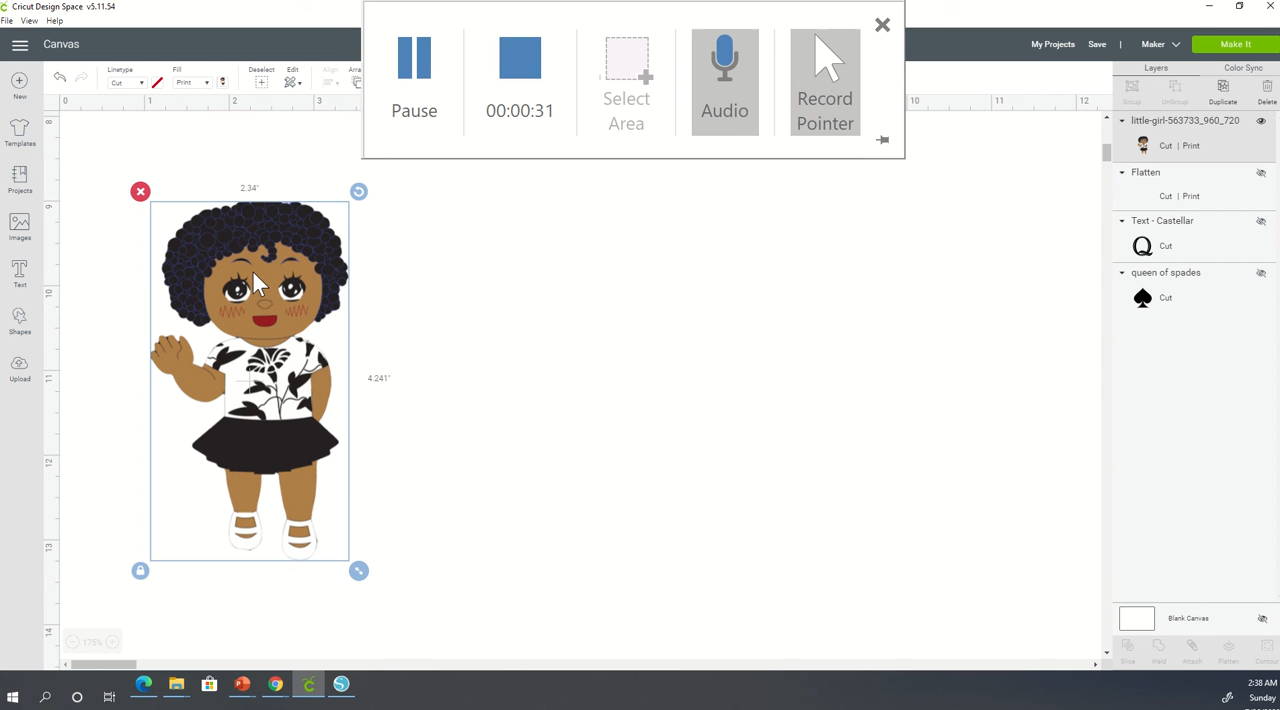 Cricut Design Space v5.11.54
File View Help
Canvas
My Projects Save | Maker Make It
New
Templates
Projects
Images
Text
Shapes
Upload
Linetype
Cut
Fill
Print
Deselect
Edit
Align
Arra
Pause
00:00:31
Select
Area
Audio
Record
Pointer
0 2 3 10 11 12
8
9
10
11
12
13
14
2.34"
4.241"
175%
Layers Color Sync
Group UnGroup Duplicate Delete
little-girl-563733_960_720
Cut | Print
Flatten
Cut | Print
Text - Castellar
Q Cut
queen of spades
Cut
Blank Canvas
Slice Weld Attach Flatten Contour
2:38 AM
Sunday